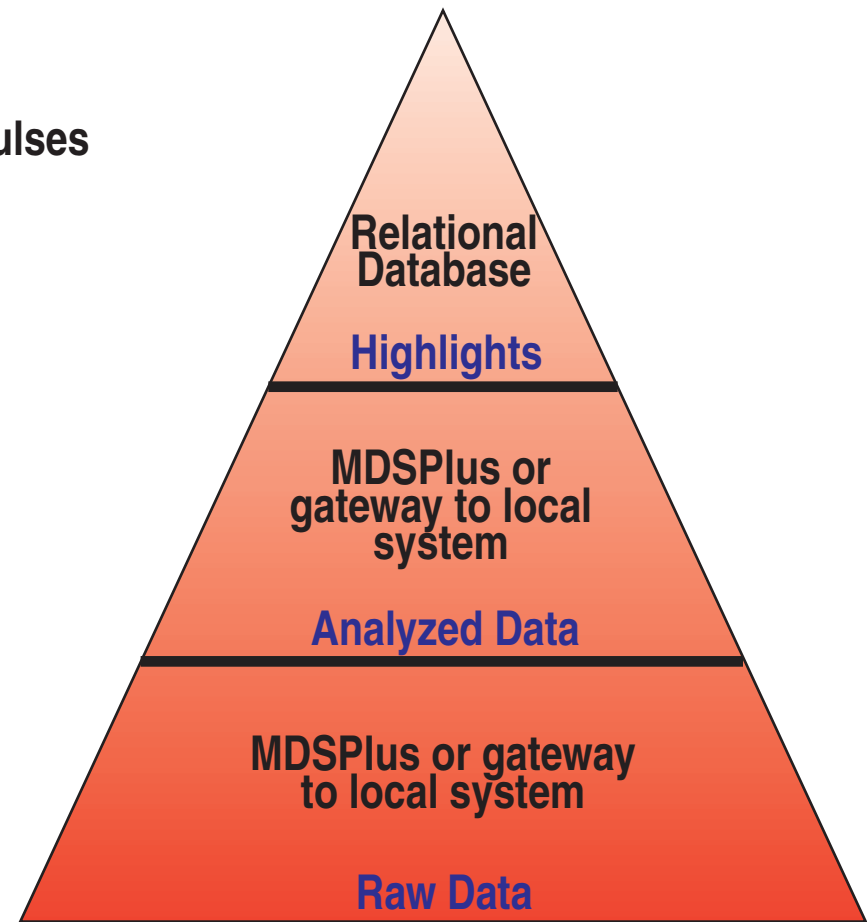 Relational
Database
Highlights
MDSPlus or
gateway to local
system
Analyzed Data
MDSPlus or gateway
to local system
Raw Data